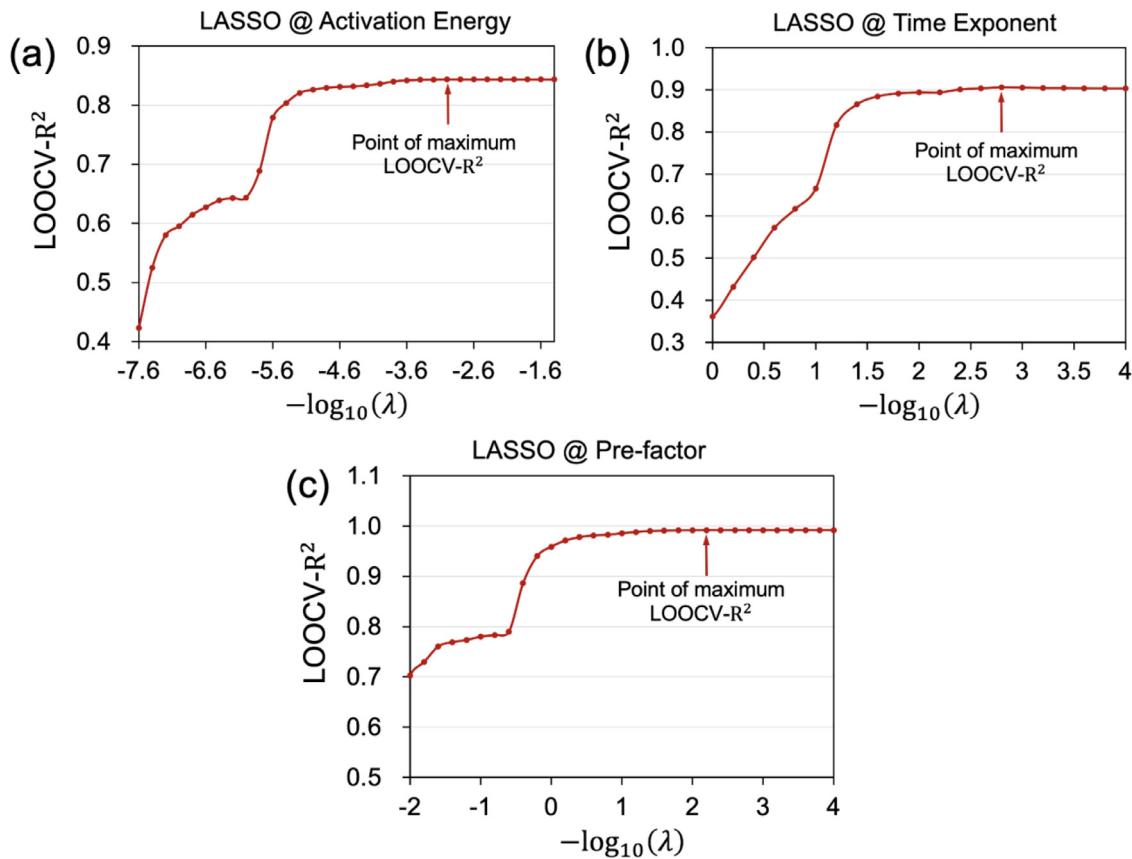 LASSO @ Activation Energy
(a)
LOOCV-R²
0.9
0.8
0.7
0.6
0.5
0.4
Point of maximum
LOOCV-R²
-7.6 -6.6 -5.6 -4.6 -3.6 -2.6 -1.6
−log₁₀(λ)
LASSO @ Time Exponent
(b)
LOOCV-R²
1.0
0.9
0.8
0.7
0.6
0.5
0.4
0.3
Point of maximum
LOOCV-R²
0 0.5 1 1.5 2 2.5 3 3.5 4
−log₁₀(λ)
LASSO @ Pre-factor
(c)
LOOCV-R²
1.1
1.0
0.9
0.8
0.7
0.6
0.5
Point of maximum
LOOCV-R²
-2 -1 0 1 2 3 4
−log₁₀(λ)